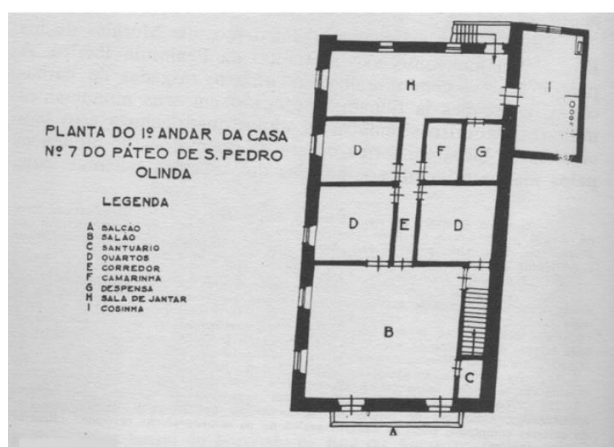 PLANTA DO 1º ANDAR DA CASA
Nº 7 DO PÁTEO DE S. PEDRO
OLINDA
LEGENDA
A BALCÃO
B SALÃO
C SANTUARIO
D QUARTOS
E CORREDOR
F CAMARINHA
G DESPENSA
H SALA DE JANTAR
I COSINHA
H
I
D
F
G
D
E
D
B
C
A